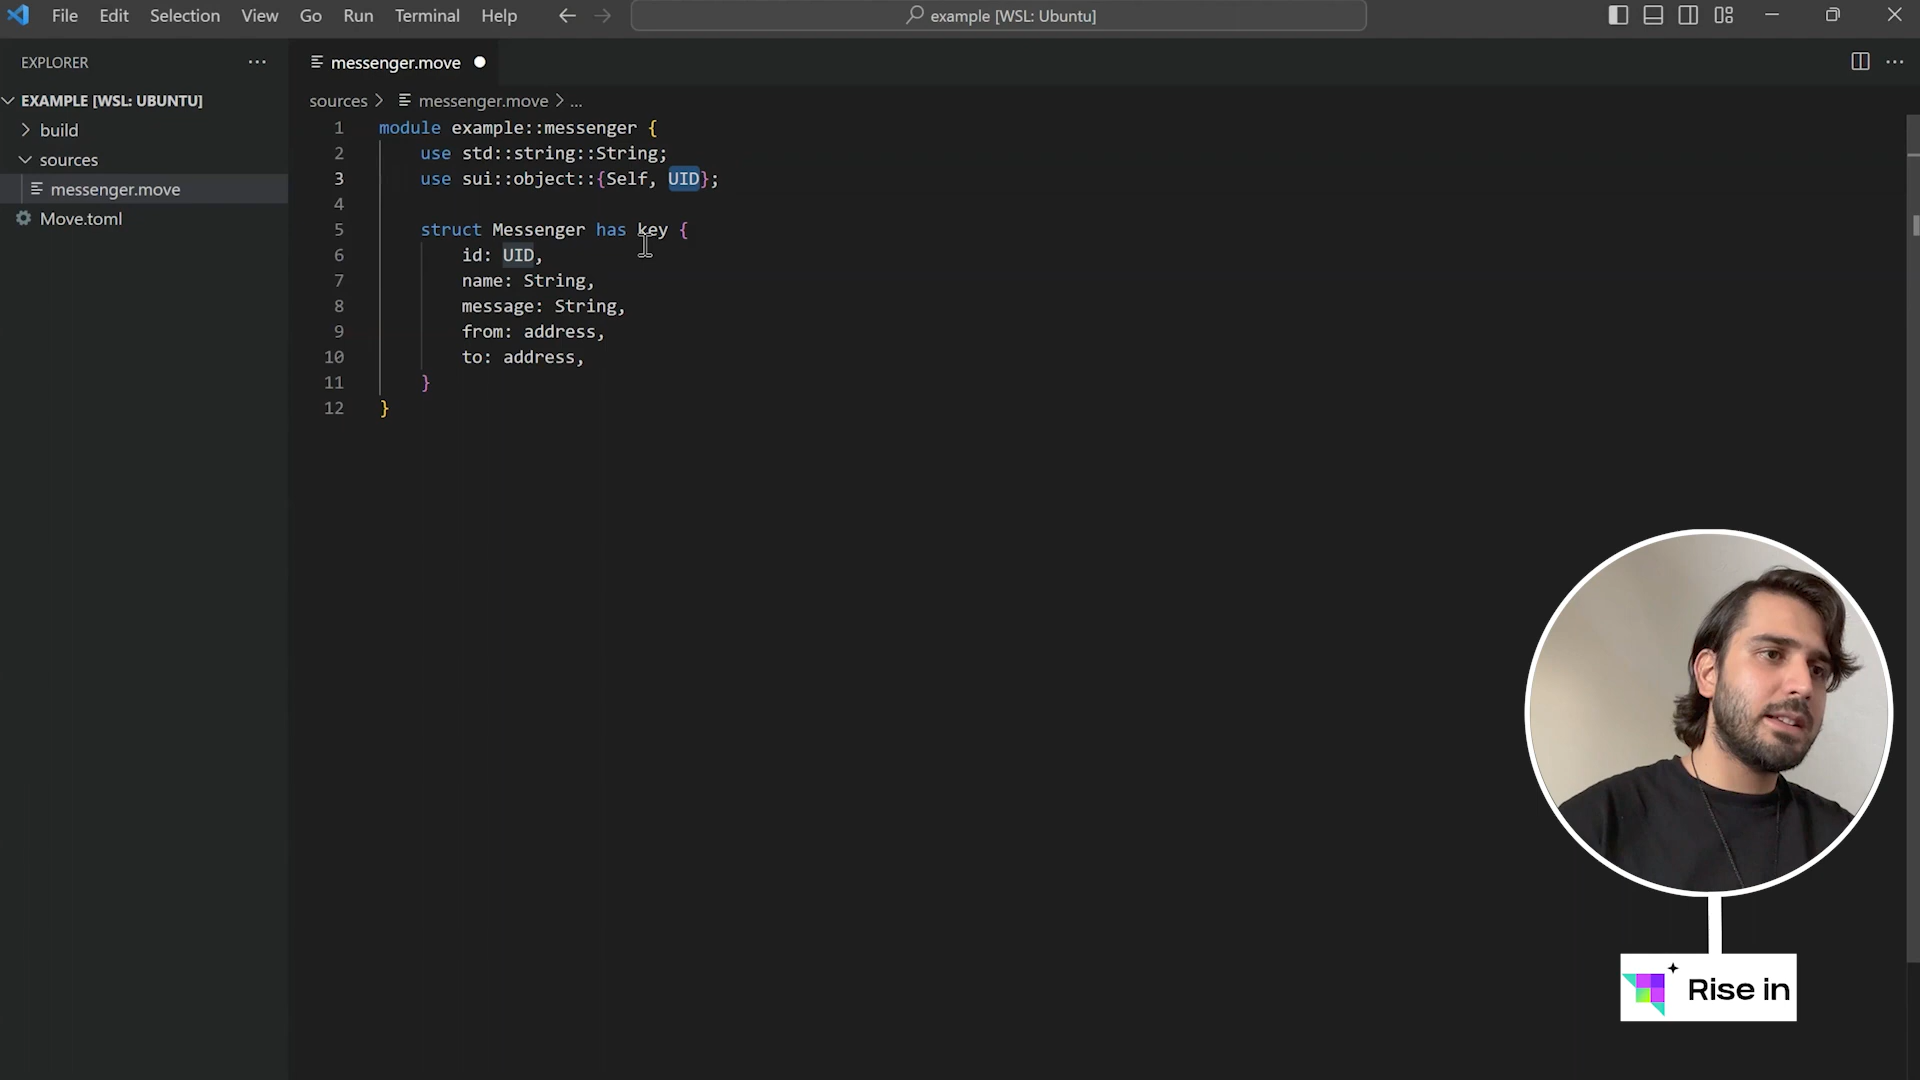 File Edit Selection View Go Run Terminal Help
example [WSL: Ubuntu]
EXPLORER
EXAMPLE [WSL: UBUNTU]
build
sources
messenger.move
Move.toml
messenger.move
sources > messenger.move > ...
1 module example::messenger {
2 use std::string::String;
3 use sui::object::{Self, UID};
4
5 struct Messenger has key {
6 id: UID,
7 name: String,
8 message: String,
9 from: address,
10 to: address,
11 }
12 }
Rise in